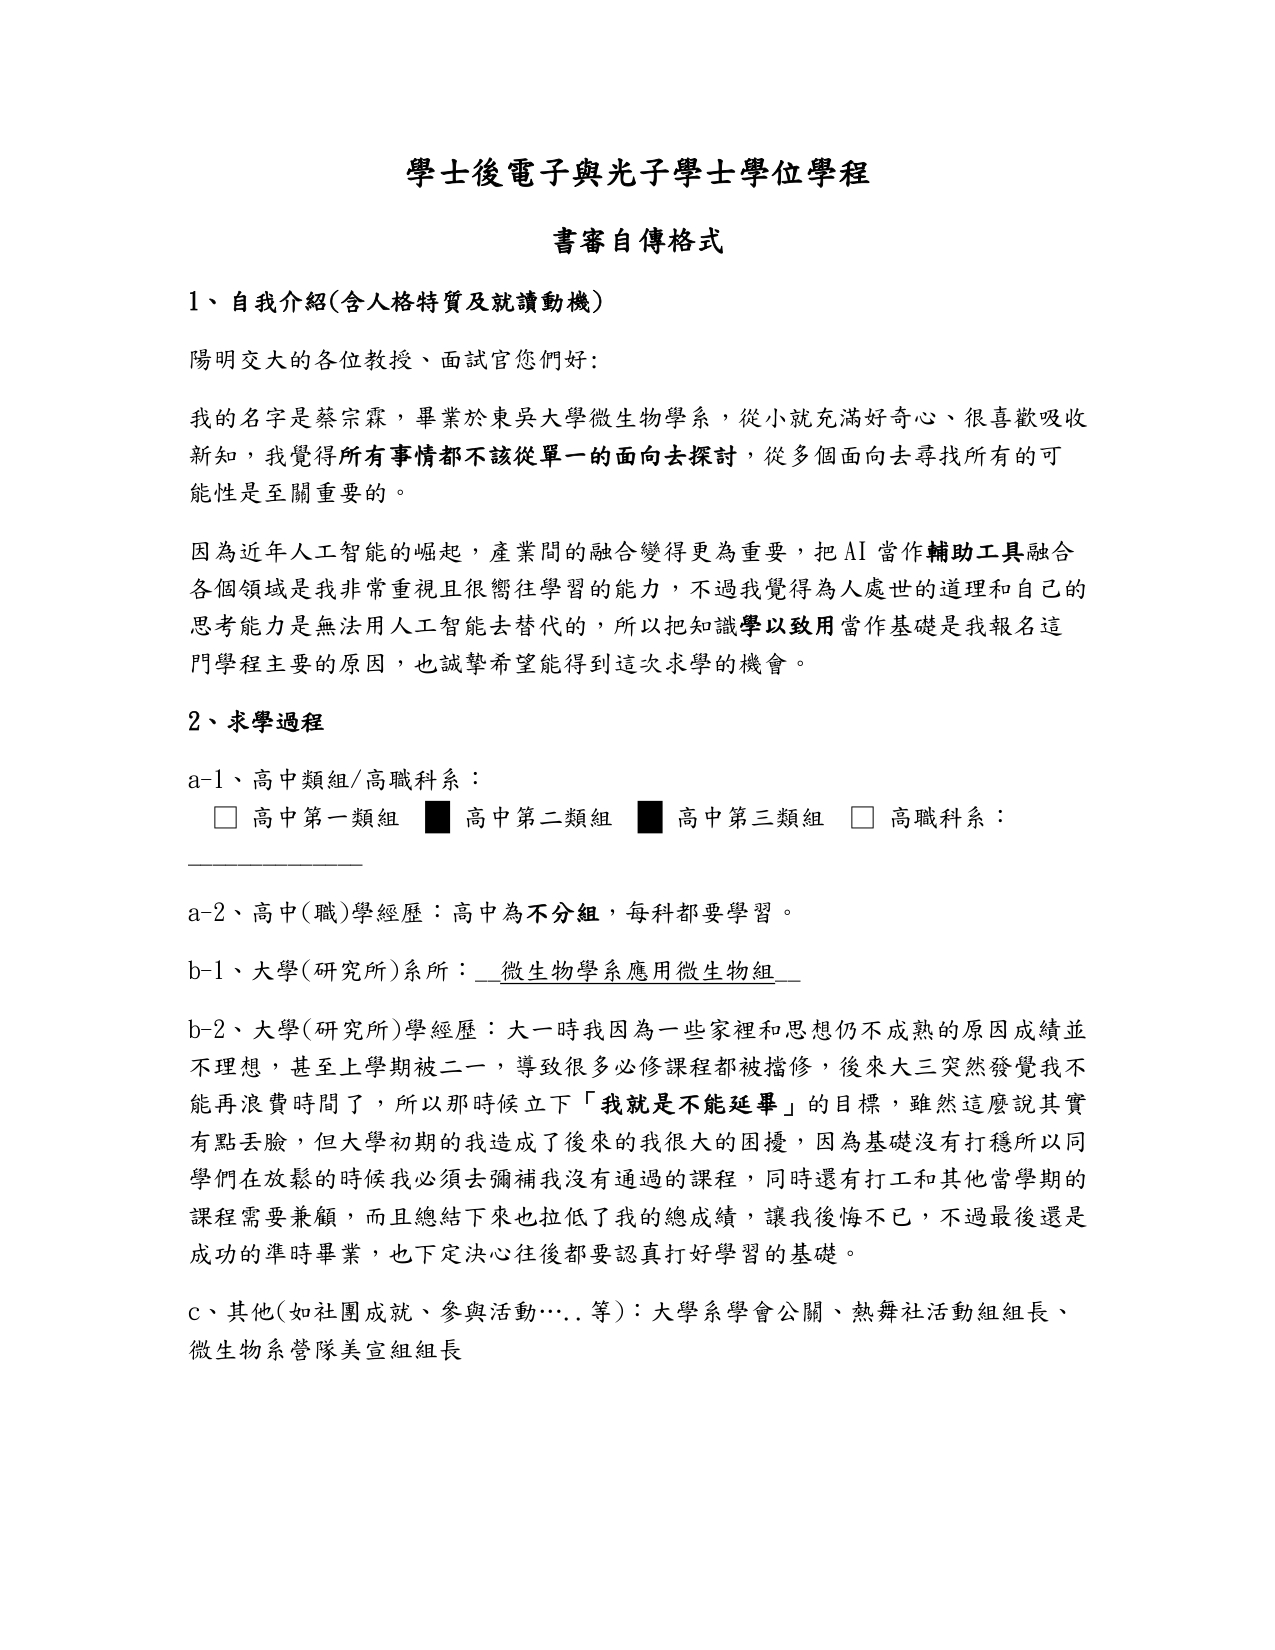 學士後電子與光子學士學位學程
書審自傳格式
1、自我介紹(含人格特質及就讀動機)
陽明交大的各位教授、面試官您們好:
我的名字是蔡宗霖，畢業於東吳大學微生物學系，從小就充滿好奇心、很喜歡吸收
新知，我覺得所有事情都不該從單一的面向去探討，從多個面向去尋找所有的可
能性是至關重要的。
因為近年人工智能的崛起，產業間的融合變得更為重要，把 AI 當作輔助工具融合
各個領域是我非常重視且很嚮往學習的能力，不過我覺得為人處世的道理和自己的
思考能力是無法用人工智能去替代的，所以把知識學以致用當作基礎是我報名這
門學程主要的原因，也誠摯希望能得到這次求學的機會。
2、求學過程
a-1、高中類組/高職科系：
□ 高中第一類組 ■ 高中第二類組 ■ 高中第三類組 □ 高職科系：
______________
a-2、高中(職)學經歷：高中為不分組，每科都要學習。
b-1、大學(研究所)系所：__微生物學系應用微生物組__
b-2、大學(研究所)學經歷：大一時我因為一些家裡和思想仍不成熟的原因成績並
不理想，甚至上學期被二一，導致很多必修課程都被擋修，後來大三突然發覺我不
能再浪費時間了，所以那時候立下「我就是不能延畢」的目標，雖然這麼說其實
有點丟臉，但大學初期的我造成了後來的我很大的困擾，因為基礎沒有打穩所以同
學們在放鬆的時候我必須去彌補我沒有通過的課程，同時還有打工和其他當學期的
課程需要兼顧，而且總結下來也拉低了我的總成績，讓我後悔不已，不過最後還是
成功的準時畢業，也下定決心往後都要認真打好學習的基礎。
c、其他(如社團成就、參與活動…..等)：大學系學會公關、熱舞社活動組組長、
微生物系營隊美宣組組長